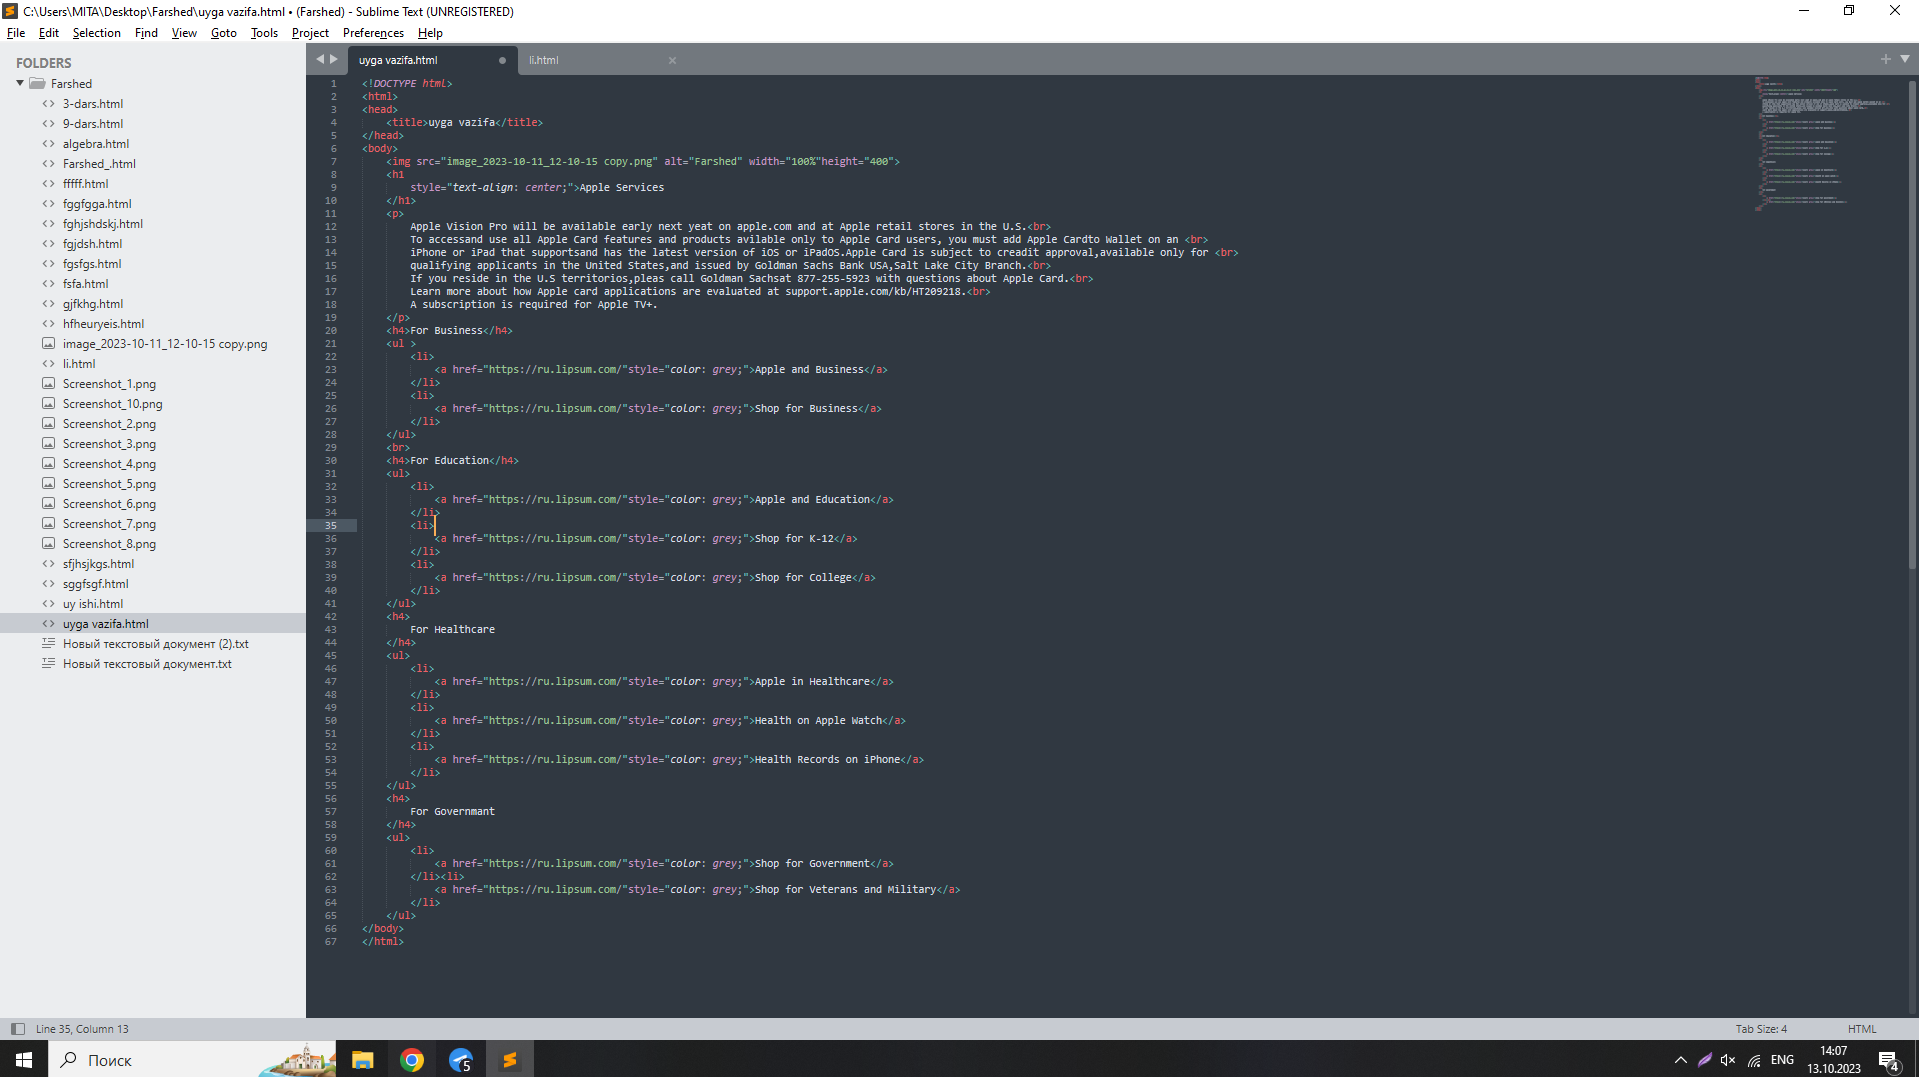 C:\Users\MITA\Desktop\Farshed\uyga vazifa.html • (Farshed) - Sublime Text (UNREGISTERED)
File Edit Selection Find View Goto Tools Project Preferences Help
FOLDERS
Farshed
3-dars.html
9-dars.html
algebra.html
Farshed_.html
fffff.html
fggfgga.html
fghjshdskj.html
fgjdsh.html
fgsfgs.html
fsfa.html
gjfkhg.html
hfheuryeis.html
image_2023-10-11_12-10-15 copy.png
li.html
Screenshot_1.png
Screenshot_10.png
Screenshot_2.png
Screenshot_3.png
Screenshot_4.png
Screenshot_5.png
Screenshot_6.png
Screenshot_7.png
Screenshot_8.png
sfjhsjkgs.html
sggfsgf.html
uy ishi.html
uyga vazifa.html
Новый текстовый документ (2).txt
Новый текстовый документ.txt
uyga vazifa.html li.html
1 <!DOCTYPE html>
2 <html>
3 <head>
4 <title>uyga vazifa</title>
5 </head>
6 <body>
7 <img src="image_2023-10-11_12-10-15 copy.png" alt="Farshed" width="100%"height="400">
8 <h1
9 style="text-align: center;">Apple Services
10 </h1>
11 <p>
12 Apple Vision Pro will be available early next yeat on apple.com and at Apple retail stores in the U.S.<br>
13 To accessand use all Apple Card features and products avilable only to Apple Card users, you must add Apple Cardto Wallet on an <br>
14 iPhone or iPad that supportsand has the latest version of iOS or iPadOS.Apple Card is subject to creadit approval,available only for <br>
15 qualifying applicants in the United States,and issued by Goldman Sachs Bank USA,Salt Lake City Branch.<br>
16 If you reside in the U.S territorios,pleas call Goldman Sachsat 877-255-5923 with questions about Apple Card.<br>
17 Learn more about how Apple card applications are evaluated at support.apple.com/kb/HT209218.<br>
18 A subscription is required for Apple TV+.
19 </p>
20 <h4>For Business</h4>
21 <ul >
22 <li>
23 <a href="https://ru.lipsum.com/"style="color: grey;">Apple and Business</a>
24 </li>
25 <li>
26 <a href="https://ru.lipsum.com/"style="color: grey;">Shop for Business</a>
27 </li>
28 </ul>
29 <br>
30 <h4>For Education</h4>
31 <ul>
32 <li>
33 <a href="https://ru.lipsum.com/"style="color: grey;">Apple and Education</a>
34 </li>
35 <li>
36 <a href="https://ru.lipsum.com/"style="color: grey;">Shop for K-12</a>
37 </li>
38 <li>
39 <a href="https://ru.lipsum.com/"style="color: grey;">Shop for College</a>
40 </li>
41 </ul>
42 <h4>
43 For Healthcare
44 </h4>
45 <ul>
46 <li>
47 <a href="https://ru.lipsum.com/"style="color: grey;">Apple in Healthcare</a>
48 </li>
49 <li>
50 <a href="https://ru.lipsum.com/"style="color: grey;">Health on Apple Watch</a>
51 </li>
52 <li>
53 <a href="https://ru.lipsum.com/"style="color: grey;">Health Records on iPhone</a>
54 </li>
55 </ul>
56 <h4>
57 For Governmant
58 </h4>
59 <ul>
60 <li>
61 <a href="https://ru.lipsum.com/"style="color: grey;">Shop for Government</a>
62 </li><li>
63 <a href="https://ru.lipsum.com/"style="color: grey;">Shop for Veterans and Military</a>
64 </li>
65 </ul>
66 </body>
67 </html>
Line 35, Column 13 Tab Size: 4 HTML
Поиск 5 ENG 14:07
13.10.2023 4